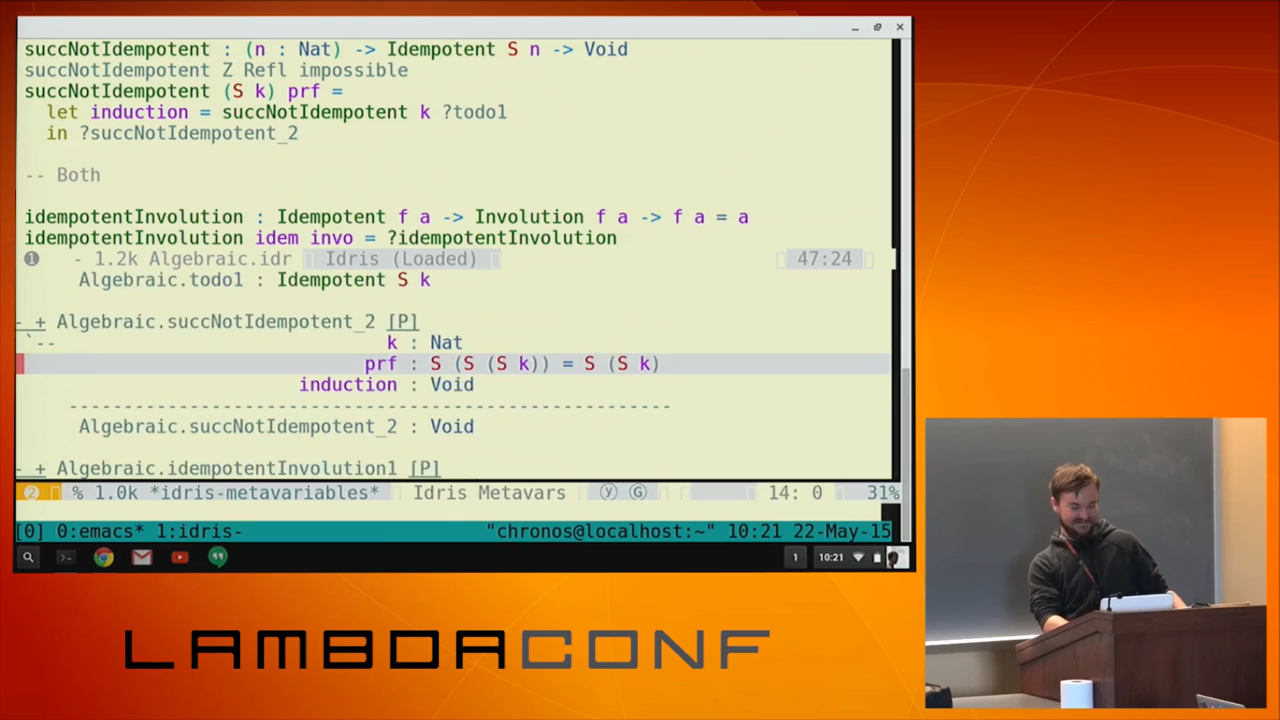 succNotIdempotent : (n : Nat) -> Idempotent S n -> Void
succNotIdempotent Z Refl impossible
succNotIdempotent (S k) prf =
let induction = succNotIdempotent k ?todo1
in ?succNotIdempotent_2
-- Both
idempotentInvolution : Idempotent f a -> Involution f a -> f a = a
idempotentInvolution idem invo = ?idempotentInvolution
❶ - 1.2k Algebraic.idr Idris (Loaded) 47:24
Algebraic.todo1 : Idempotent S k
- + Algebraic.succNotIdempotent_2 [P]
`-- k : Nat
prf : S (S (S k)) = S (S k)
induction : Void
-------------------------------------------------------
Algebraic.succNotIdempotent_2 : Void
- + Algebraic.idempotentInvolution1 [P]
❷ % 1.0k *idris-metavariables* Idris Metavars ⓨ Ⓖ 14: 0 31%
[0] 0:emacs* 1:idris- "chronos@localhost:~" 10:21 22-May-15
1 10:21
LAMBDACONF